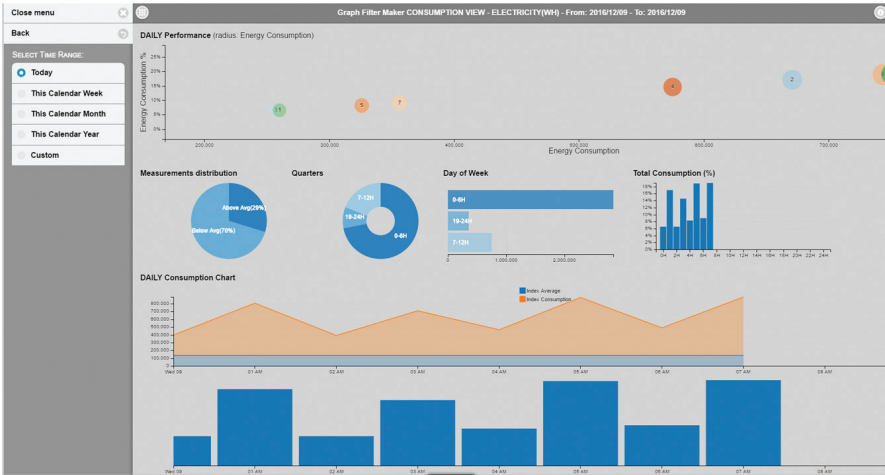 Close menu
Graph Filter Maker CONSUMPTION VIEW - ELECTRICITY(WH) - From: 2016/12/09 - To: 2016/12/09
Back
SELECT TIME RANGE:
Today
This Calendar Week
This Calendar Month
This Calendar Year
Custom
DAILY Performance (radius: Energy Consumption)
Energy Consumption %
25%
20%
15%
10%
5%
0%
1
5
7
4
2
200,000
300,000
400,000
500,000
600,000
700,000
Energy Consumption
Measurements distribution
Above Avg(29%)
Below Avg(70%)
Quarters
7-12H
19-24H
0-6H
Day of Week
0-6H
19-24H
7-12H
0
1,000,000
2,000,000
Total Consumption (%)
18%
16%
14%
12%
10%
8%
6%
4%
2%
0%
0H 2H 4H 6H 8H 10H 12H 14H 16H 18H 20H 22H 24H
DAILY Consumption Chart
Index Average
Index Consumption
800,000
700,000
600,000
500,000
400,000
300,000
200,000
100,000
0
Wed 09 01 AM 02 AM 03 AM 04 AM 05 AM 06 AM 07 AM 08 AM
Wed 09 01 AM 02 AM 03 AM 04 AM 05 AM 06 AM 07 AM 08 AM